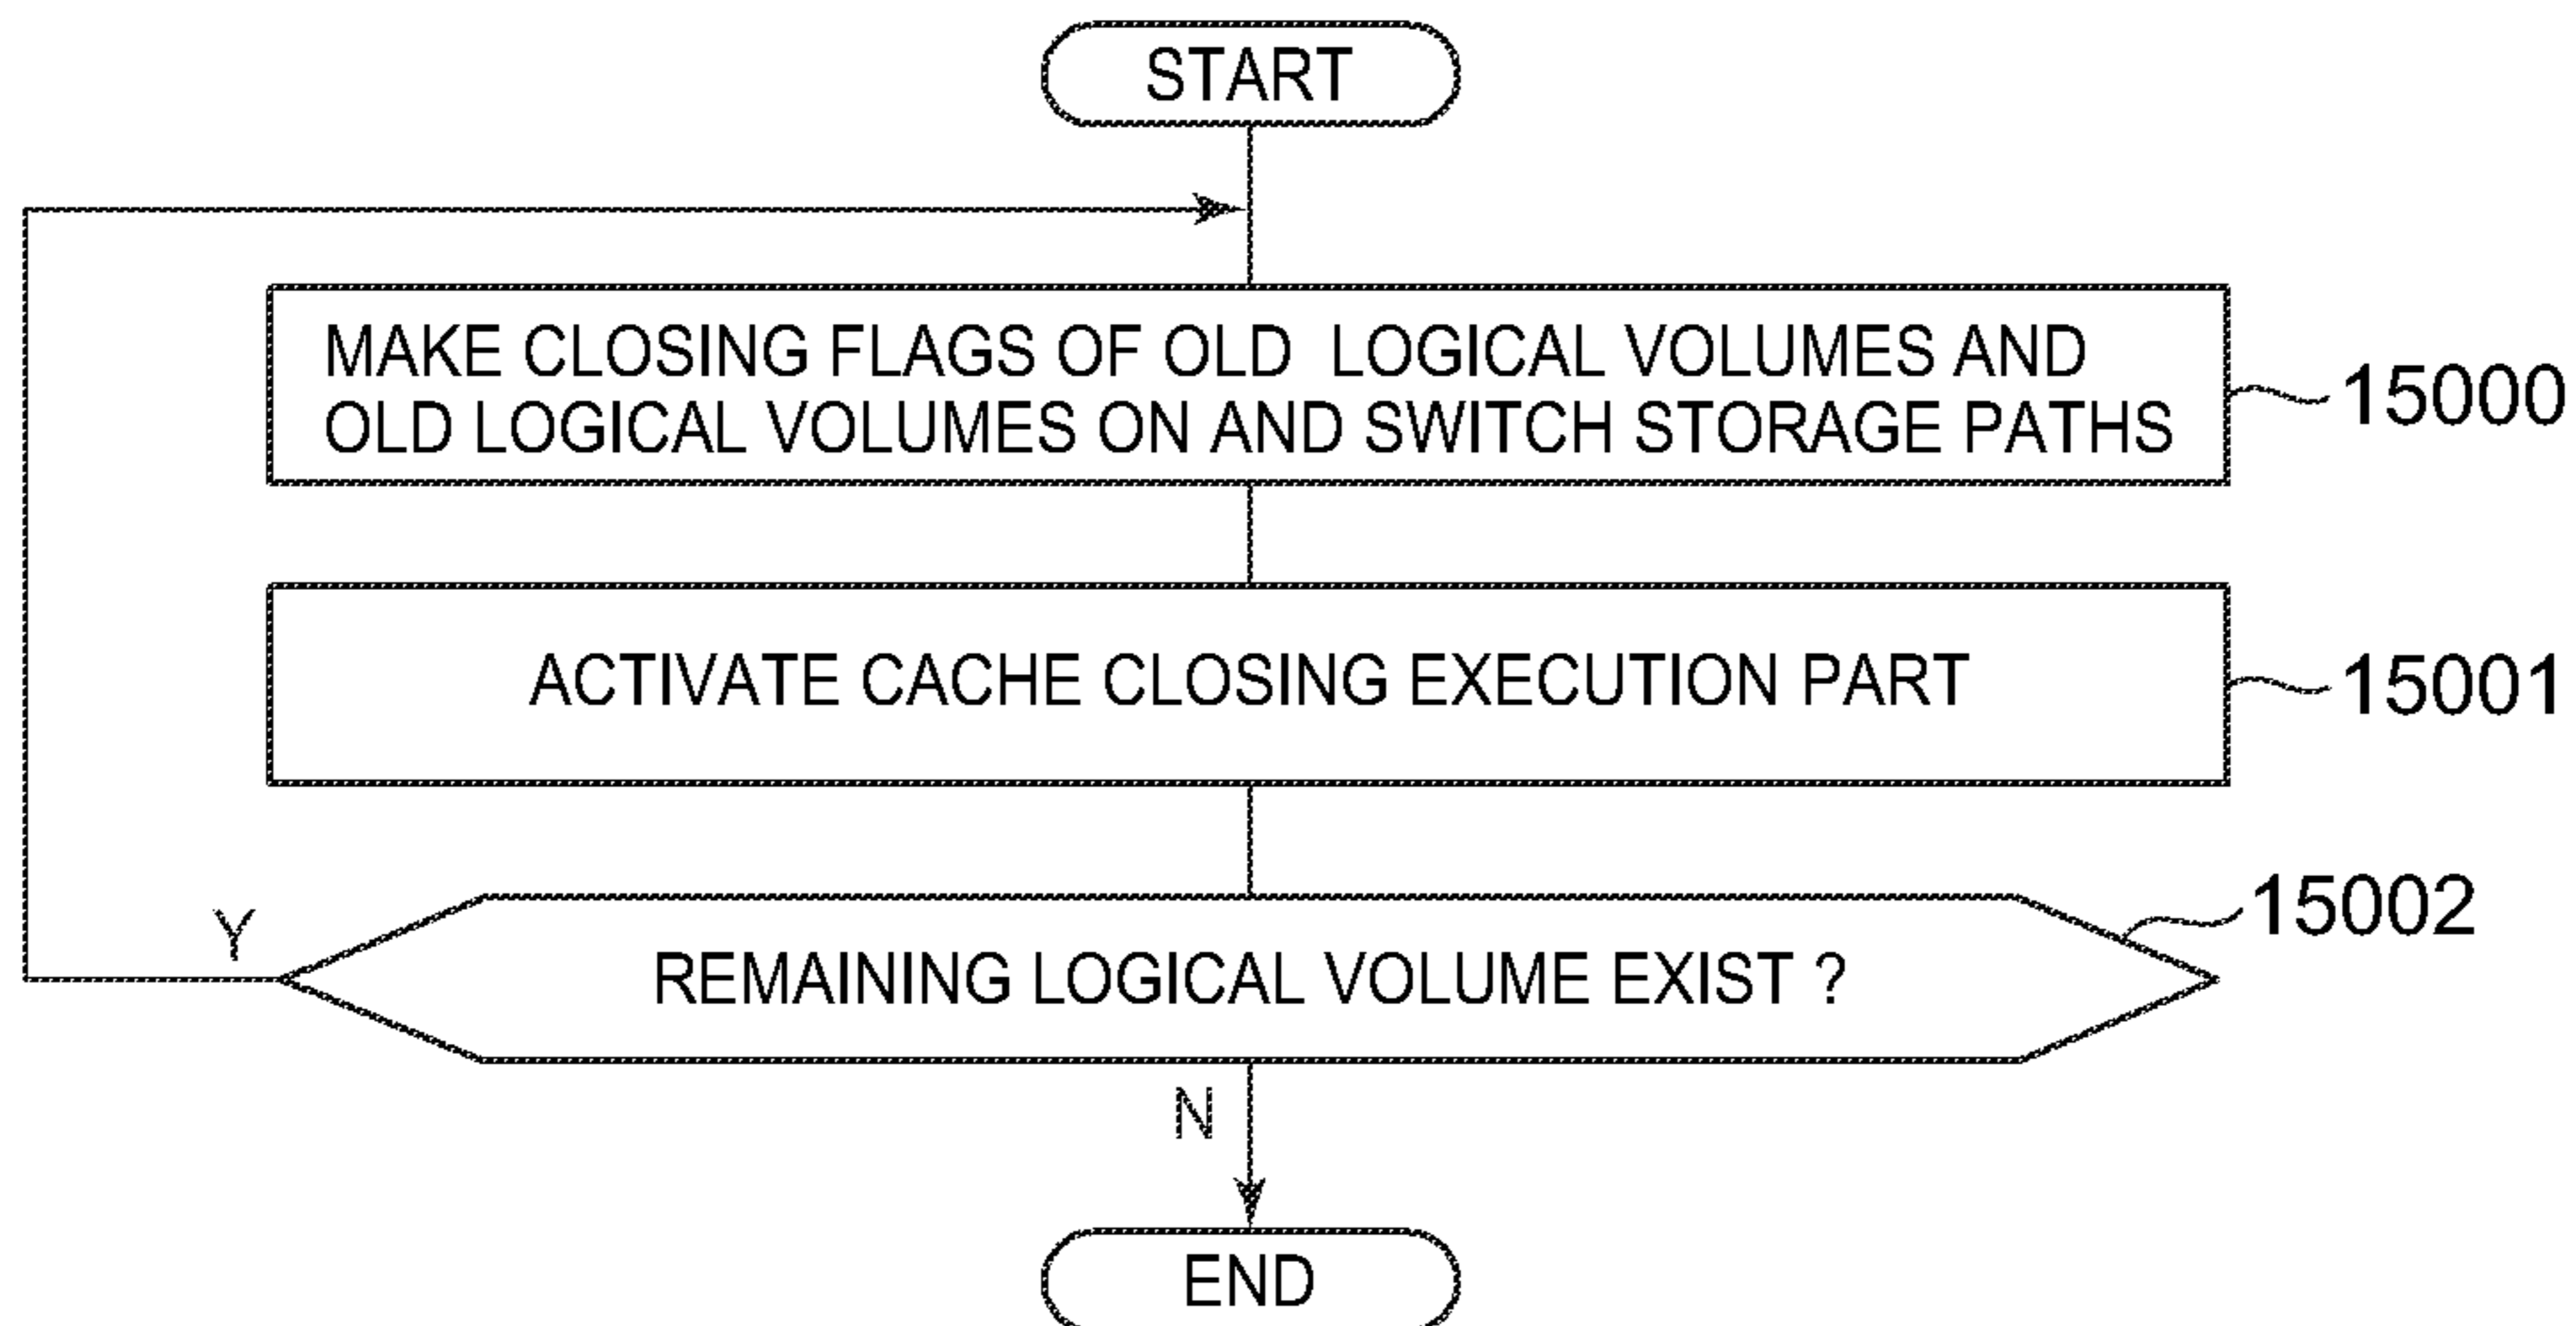 START
MAKE CLOSING FLAGS OF OLD LOGICAL VOLUMES AND
OLD LOGICAL VOLUMES ON AND SWITCH STORAGE PATHS
15000
ACTIVATE CACHE CLOSING EXECUTION PART
15001
15002
Y
REMAINING LOGICAL VOLUME EXIST ?
N
END